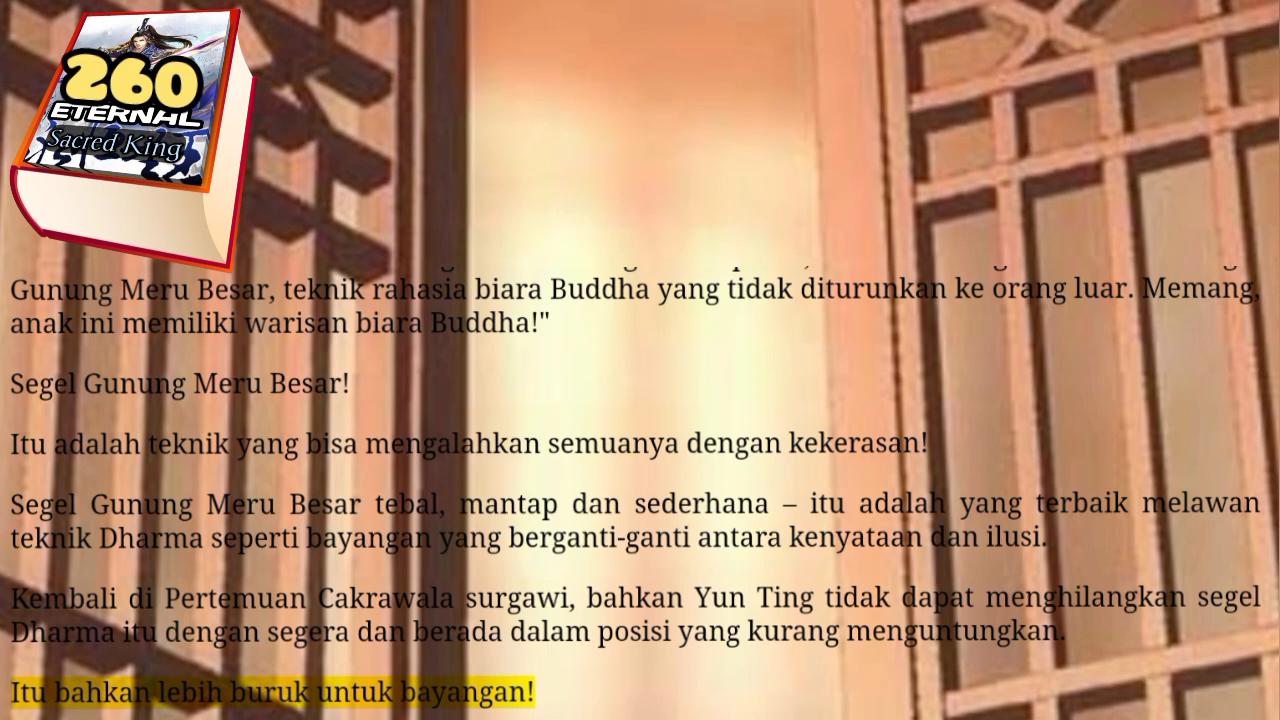 260
ETERNAL
Sacred King
Gunung Meru Besar, teknik rahasia biara Buddha yang tidak diturunkan ke orang luar. Memang,
anak ini memiliki warisan biara Buddha!"
Segel Gunung Meru Besar!
Itu adalah teknik yang bisa mengalahkan semuanya dengan kekerasan!
Segel Gunung Meru Besar tebal, mantap dan sederhana – itu adalah yang terbaik melawan
teknik Dharma seperti bayangan yang berganti-ganti antara kenyataan dan ilusi.
Kembali di Pertemuan Cakrawala surgawi, bahkan Yun Ting tidak dapat menghilangkan segel
Dharma itu dengan segera dan berada dalam posisi yang kurang menguntungkan.
Itu bahkan lebih buruk untuk bayangan!